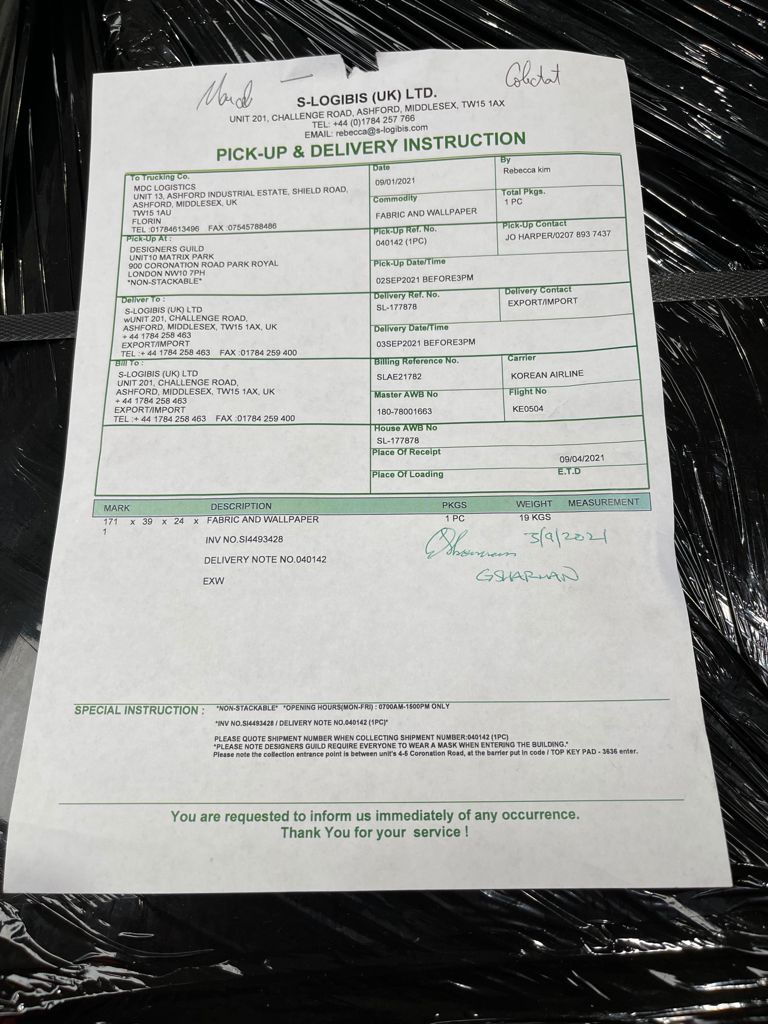 S-LOGIBIS (UK) LTD.
UNIT 201, CHALLENGE ROAD, ASHFORD, MIDDLESEX, TW15 1AX
TEL: +44 (0)1784 257 766
EMAIL: rebecca@s-logibis.com
PICK-UP & DELIVERY INSTRUCTION
To Trucking Co.
MDC LOGISTICS
UNIT 13, ASHFORD INDUSTRIAL ESTATE, SHIELD ROAD,
ASHFORD, MIDDLESEX, UK
TW15 1AU
FLORIN
TEL :01784613496 FAX :07545788486
Date
09/01/2021
By
Rebecca kim
Commodity
FABRIC AND WALLPAPER
Total Pkgs.
1 PC
Pick-Up At :
DESIGNERS GUILD
UNIT10 MATRIX PARK
900 CORONATION ROAD PARK ROYAL
LONDON NW10 7PH
*NON-STACKABLE*
Pick-Up Ref. No.
040142 (1PC)
Pick-Up Contact
JO HARPER/0207 893 7437
Pick-Up Date/Time
02SEP2021 BEFORE3PM
Deliver To :
S-LOGIBIS (UK) LTD
wUNIT 201, CHALLENGE ROAD,
ASHFORD, MIDDLESEX, TW15 1AX, UK
+ 44 1784 258 463
EXPORT/IMPORT
TEL :+ 44 1784 258 463 FAX :01784 259 400
Delivery Ref. No.
SL-177878
Delivery Contact
EXPORT/IMPORT
Delivery Date/Time
03SEP2021 BEFORE3PM
Bill To :
S-LOGIBIS (UK) LTD
UNIT 201, CHALLENGE ROAD,
ASHFORD, MIDDLESEX, TW15 1AX, UK
+ 44 1784 258 463
EXPORT/IMPORT
TEL :+ 44 1784 258 463 FAX :01784 259 400
Billing Reference No.
SLAE21782
Carrier
KOREAN AIRLINE
Master AWB No
180-78001663
Flight No
KE0504
House AWB No
SL-177878
Place Of Receipt
09/04/2021
Place Of Loading E.T.D
MARK DESCRIPTION PKGS WEIGHT MEASUREMENT
171 x 39 x 24 x FABRIC AND WALLPAPER 1 PC 19 KGS
1
INV NO.SI4493428
3/9/2021
DELIVERY NOTE NO.040142
GSHARMAN
EXW
SPECIAL INSTRUCTION : *NON-STACKABLE* *OPENING HOURS(MON-FRI) : 0700AM-1500PM ONLY
*INV NO.SI4493428 / DELIVERY NOTE NO.040142 (1PC)*
PLEASE QUOTE SHIPMENT NUMBER WHEN COLLECTING SHIPMENT NUMBER:040142 (1PC)
*PLEASE NOTE DESIGNERS GUILD REQUIRE EVERYONE TO WEAR A MASK WHEN ENTERING THE BUILDING.*
Please note the collection entrance point is between unit's 4-5 Coronation Road, at the barrier put in code / TOP KEY PAD - 3636 enter.
You are requested to inform us immediately of any occurrence.
Thank You for your service !